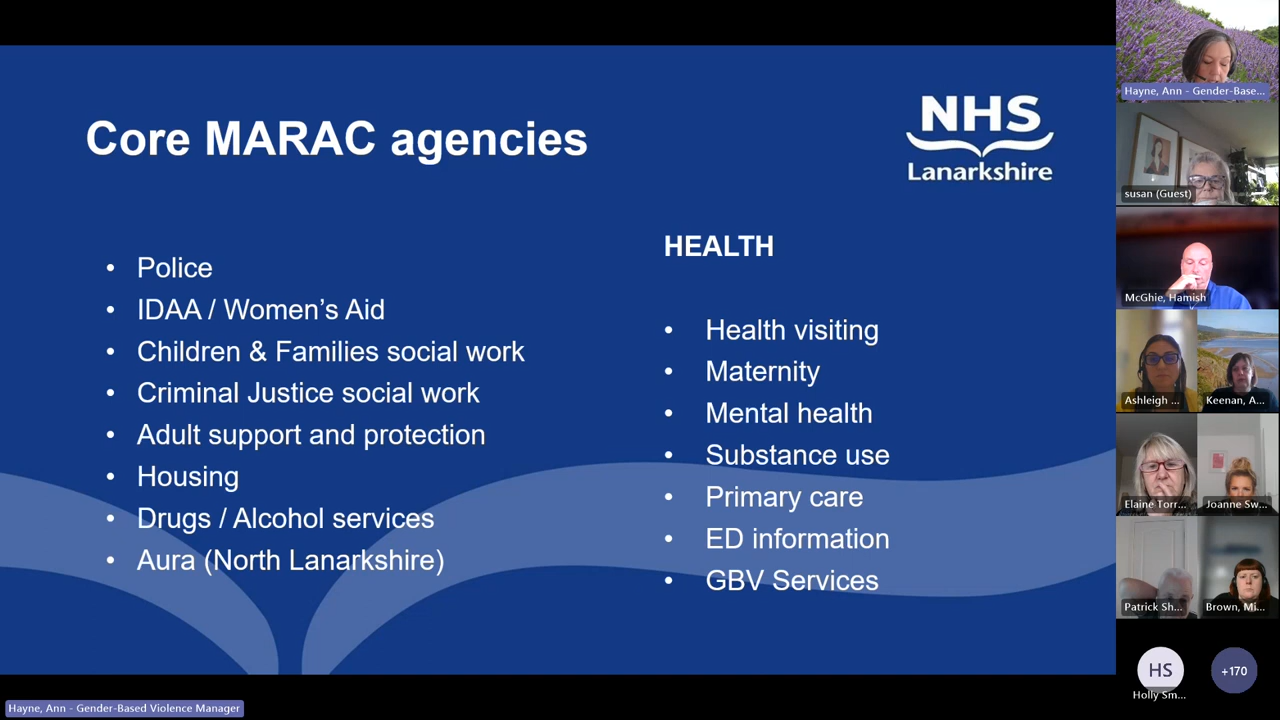 Core MARAC agencies
NHS
Lanarkshire
• Police
• IDAA / Women's Aid
• Children & Families social work
• Criminal Justice social work
• Adult support and protection
• Housing
• Drugs / Alcohol services
• Aura (North Lanarkshire)
HEALTH
• Health visiting
• Maternity
• Mental health
• Substance use
• Primary care
• ED information
• GBV Services
Hayne, Ann - Gender-Base...
susan (Guest)
McGhie, Hamish
Ashleigh ...
Keenan, A...
Elaine Torr...
Joanne Sw...
Patrick Sh...
Brown, Mi...
HS
Holly Sm...
+170
Hayne, Ann - Gender-Based Violence Manager